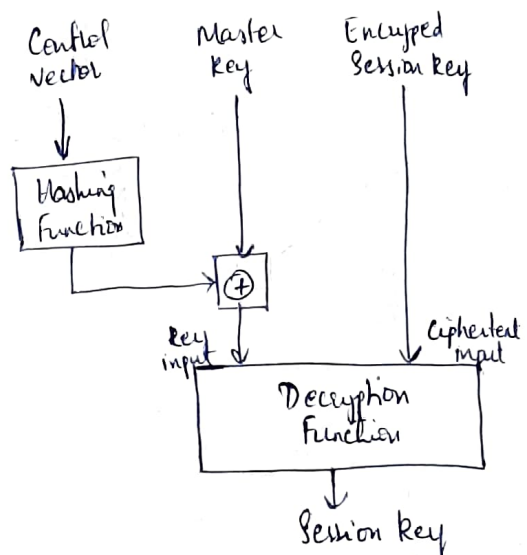 Control
Vector
Master
Key
Encrypted
Session Key
Hashing
Function
+
Key
input
Ciphertext
input
Decryption
Function
Session Key